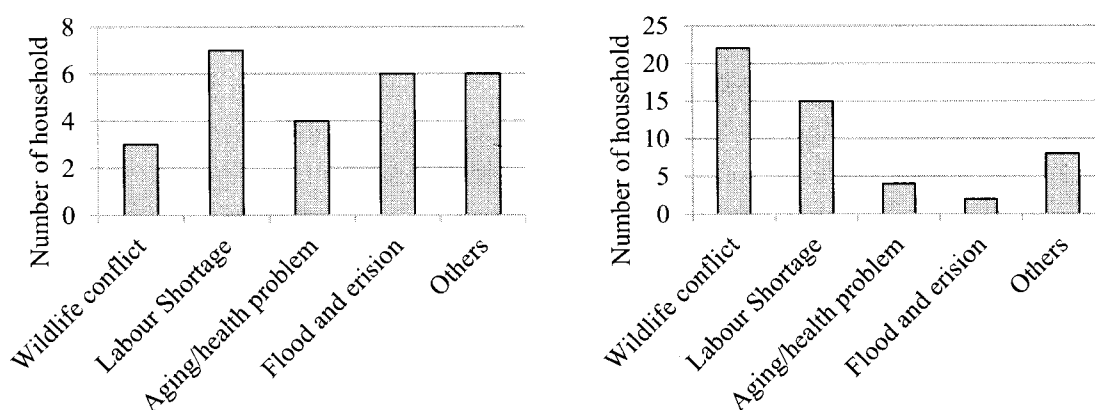 Number of household
8
6
4
2
0
Wildlife conflict
Labour Shortage
Aging/health problem
Flood and erision
Others
Number of household
25
20
15
10
5
0
Wildlife conflict
Labour Shortage
Aging/health problem
Flood and erision
Others